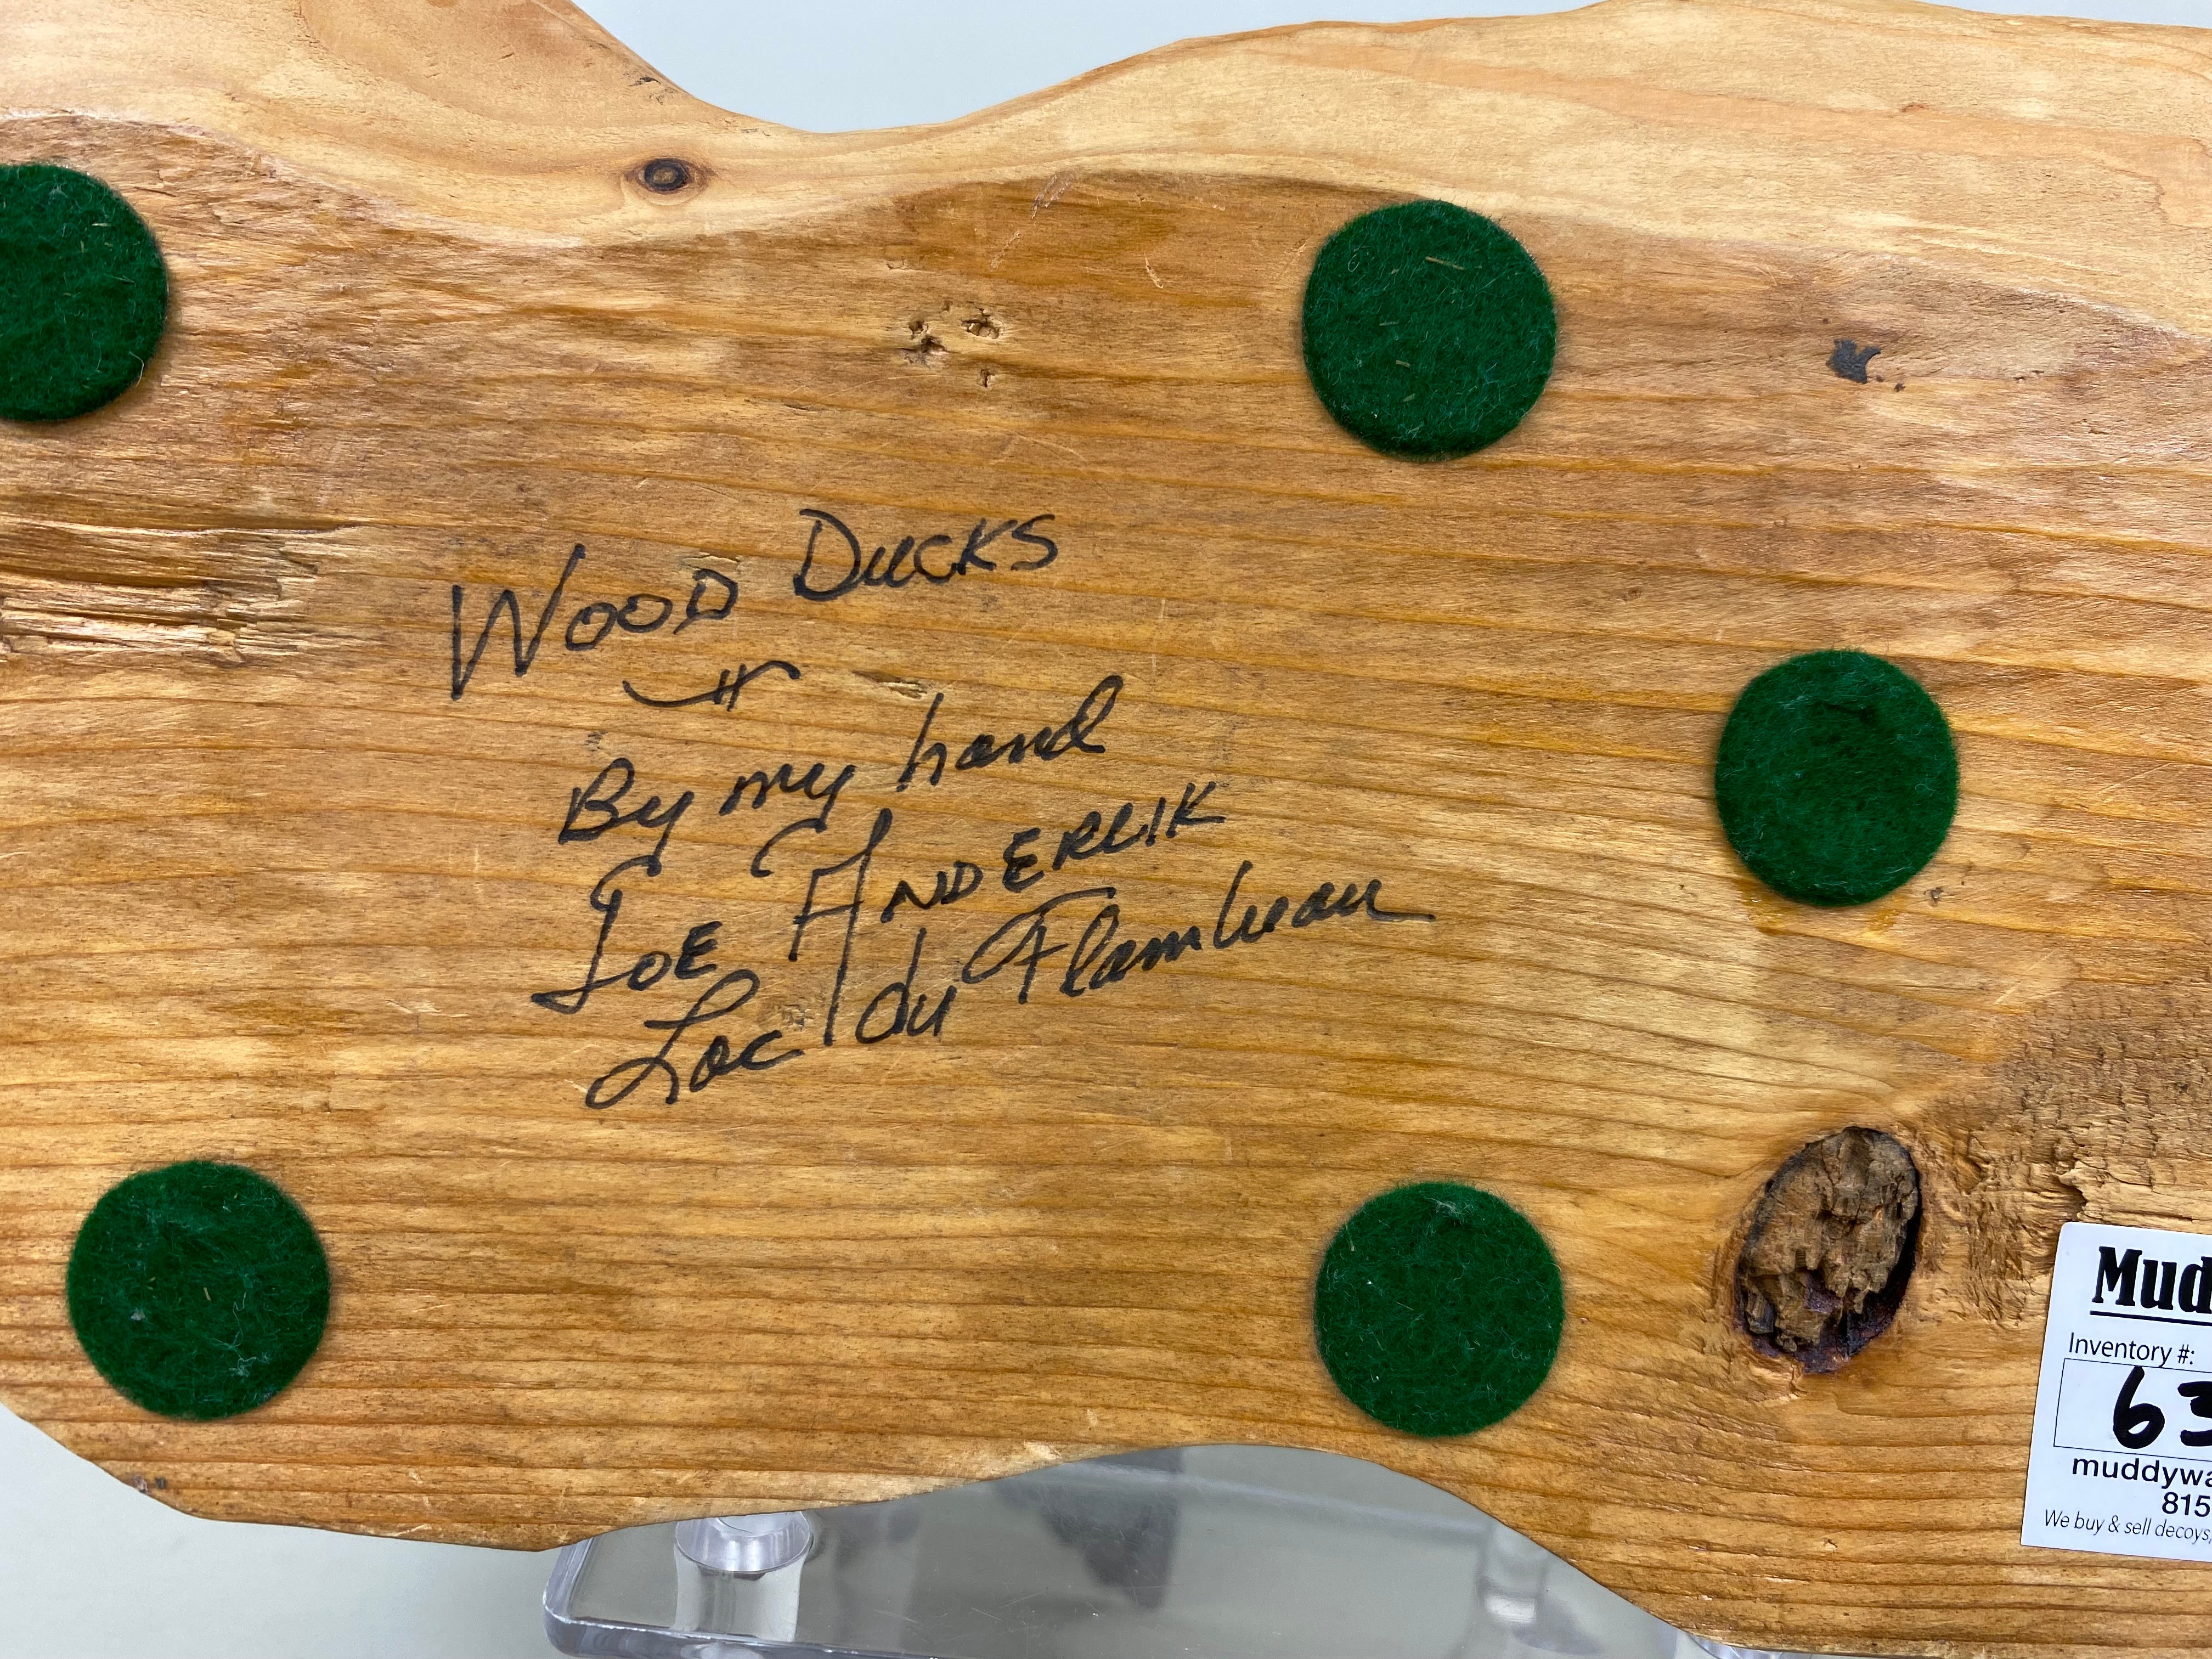 Wood Ducks
By my hand
Joe Anderlik
Lac du Flambeau
Mud
Inventory #:
63
muddywa
815
We buy & sell decoys,